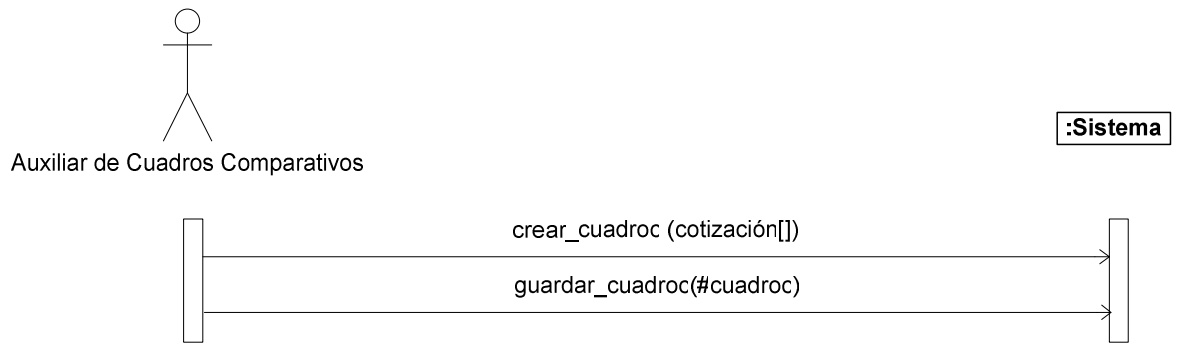 :Sistema
Auxiliar de Cuadros Comparativos
crear_cuadroc (cotización[])
guardar_cuadroc(#cuadroc)